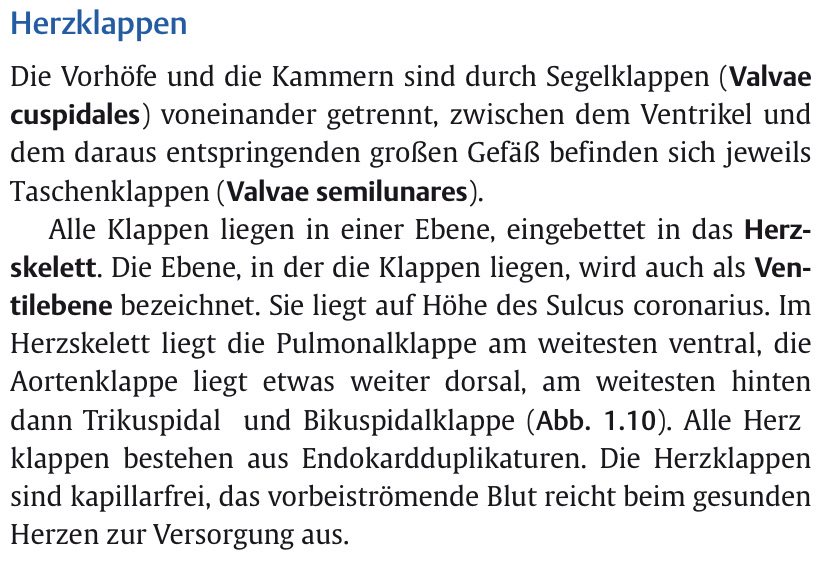 Herzklappen
Die Vorhöfe und die Kammern sind durch Segelklappen (Valvae
cuspidales) voneinander getrennt, zwischen dem Ventrikel und
dem daraus entspringenden großen Gefäß befinden sich jeweils
Taschenklappen (Valvae semilunares).
Alle Klappen liegen in einer Ebene, eingebettet in das Herz-
skelett. Die Ebene, in der die Klappen liegen, wird auch als Ven-
tilebene bezeichnet. Sie liegt auf Höhe des Sulcus coronarius. Im
Herzskelett liegt die Pulmonalklappe am weitesten ventral, die
Aortenklappe liegt etwas weiter dorsal, am weitesten hinten
dann Trikuspidal und Bikuspidalklappe (Abb. 1.10). Alle Herz
klappen bestehen aus Endokardduplikaturen. Die Herzklappen
sind kapillarfrei, das vorbeiströmende Blut reicht beim gesunden
Herzen zur Versorgung aus.